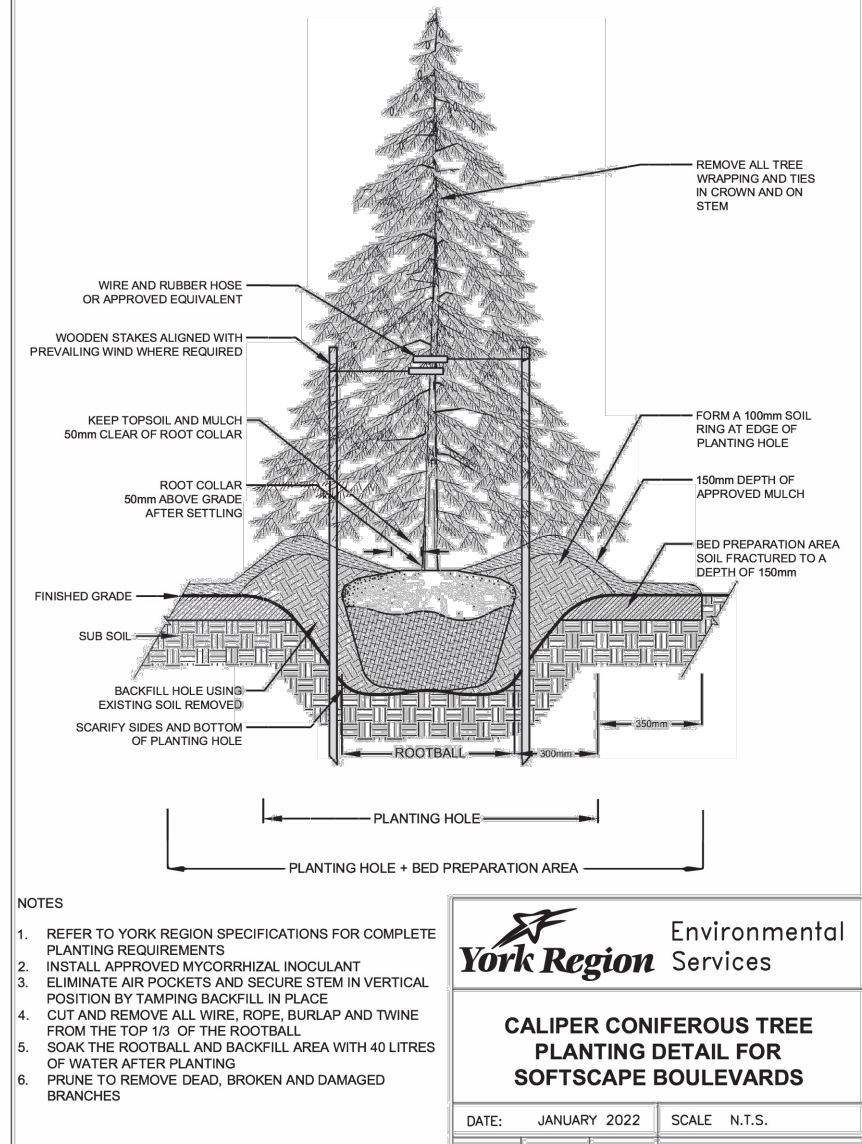 REMOVE ALL TREE
WRAPPING AND TIES
IN CROWN AND ON
STEM
WIRE AND RUBBER HOSE
OR APPROVED EQUIVALENT
WOODEN STAKES ALIGNED WITH
PREVAILING WIND WHERE REQUIRED
KEEP TOPSOIL AND MULCH
50mm CLEAR OF ROOT COLLAR
FORM A 100mm SOIL
RING AT EDGE OF
PLANTING HOLE
ROOT COLLAR
50mm ABOVE GRADE
AFTER SETTLING
150mm DEPTH OF
APPROVED MULCH
BED PREPARATION AREA
SOIL FRACTURED TO A
DEPTH OF 150mm
FINISHED GRADE
SUB SOIL
BACKFILL HOLE USING
EXISTING SOIL REMOVED
SCARIFY SIDES AND BOTTOM
OF PLANTING HOLE
350mm
ROOTBALL
300mm
PLANTING HOLE
PLANTING HOLE + BED PREPARATION AREA
NOTES
1. REFER TO YORK REGION SPECIFICATIONS FOR COMPLETE
PLANTING REQUIREMENTS
2. INSTALL APPROVED MYCORRHIZAL INOCULANT
3. ELIMINATE AIR POCKETS AND SECURE STEM IN VERTICAL
POSITION BY TAMPING BACKFILL IN PLACE
4. CUT AND REMOVE ALL WIRE, ROPE, BURLAP AND TWINE
FROM THE TOP 1/3 OF THE ROOTBALL
5. SOAK THE ROOTBALL AND BACKFILL AREA WITH 40 LITRES
OF WATER AFTER PLANTING
6. PRUNE TO REMOVE DEAD, BROKEN AND DAMAGED
BRANCHES
York Region
Environmental
Services
CALIPER CONIFEROUS TREE
PLANTING DETAIL FOR
SOFTSCAPE BOULEVARDS
DATE: JANUARY 2022 SCALE N.T.S.